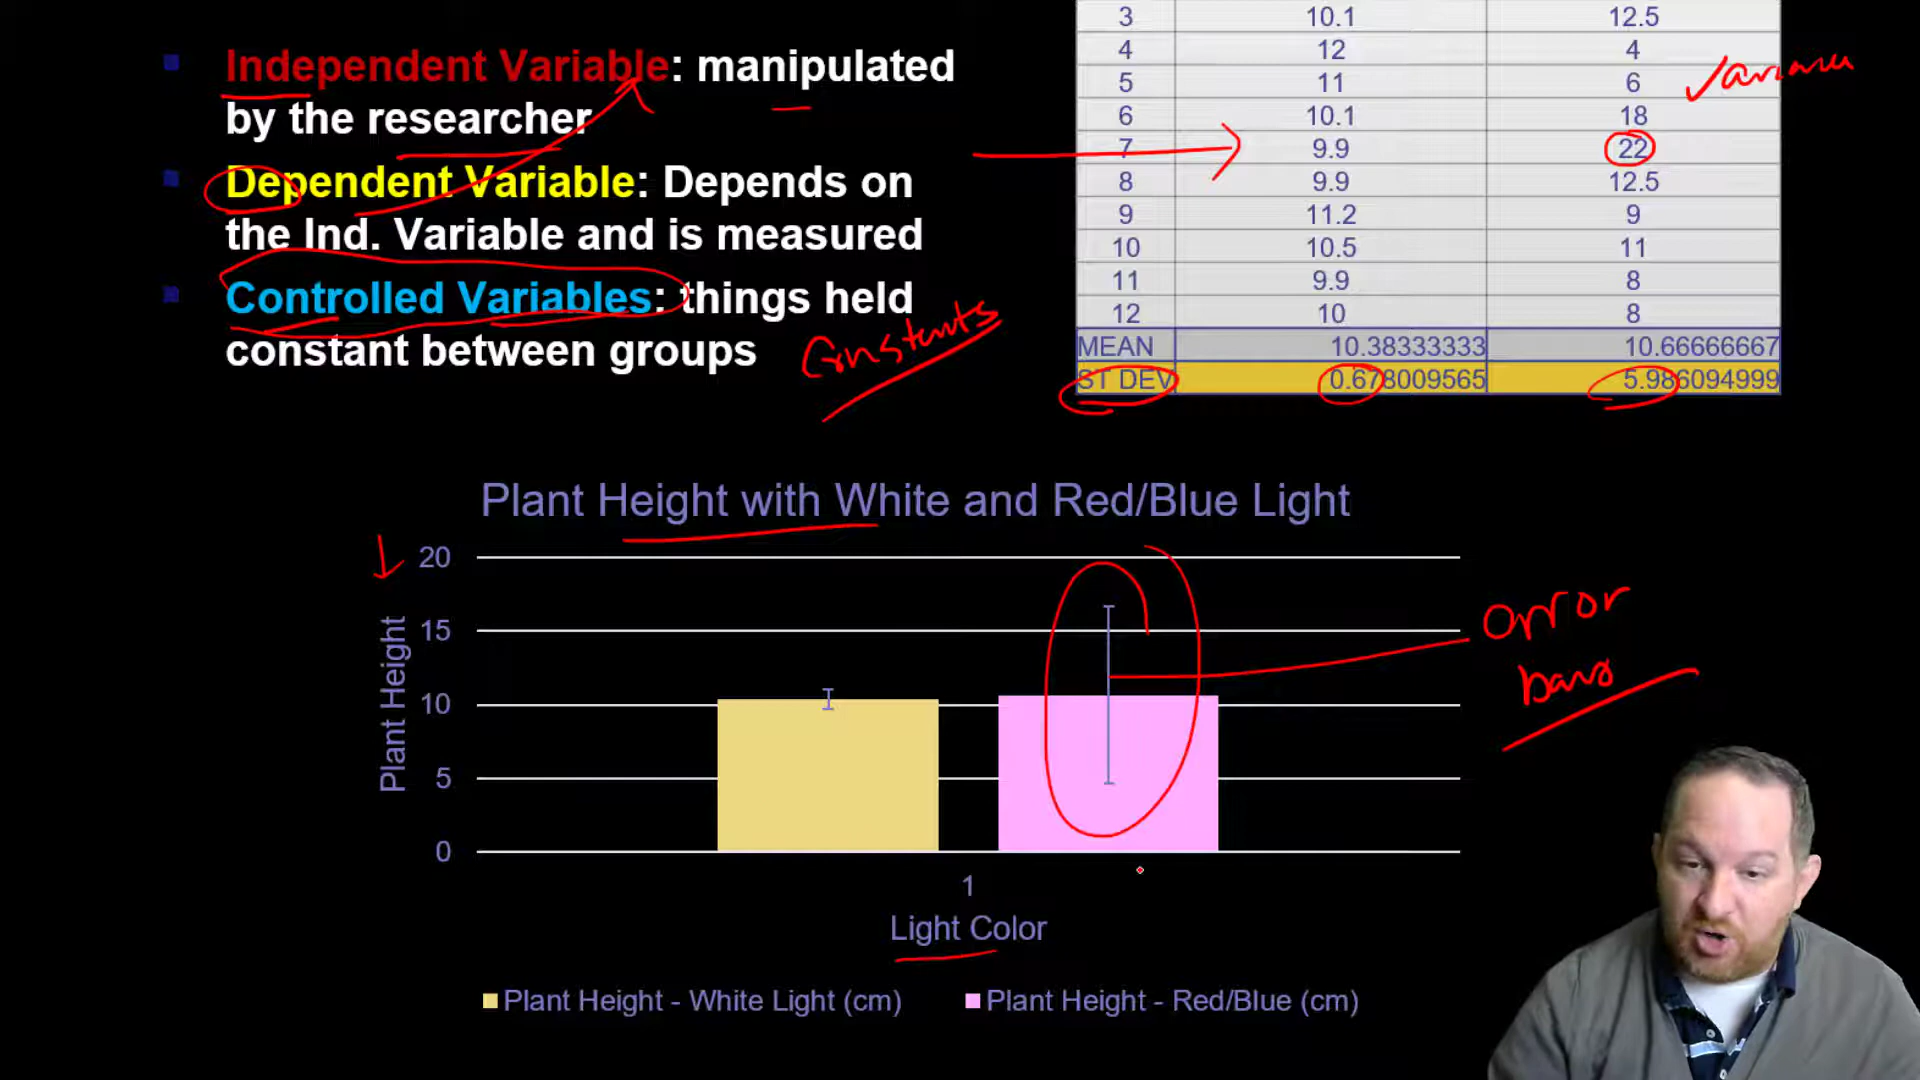 Independent Variable: manipulated
by the researcher
Dependent Variable: Depends on
the Ind. Variable and is measured
Controlled Variables: things held
constant between groups
Constants
3 10.1 12.5
4 12 4
5 11 6
6 10.1 18
7 9.9 22
8 9.9 12.5
9 11.2 9
10 10.5 11
11 9.9 8
12 10 8
MEAN 10.38333333 10.66666667
ST DEV 0.678009565 5.986094999
Plant Height with White and Red/Blue Light
20
15
10
5
0
Plant Height
error
bars
1
Light Color
Plant Height - White Light (cm) Plant Height - Red/Blue (cm)